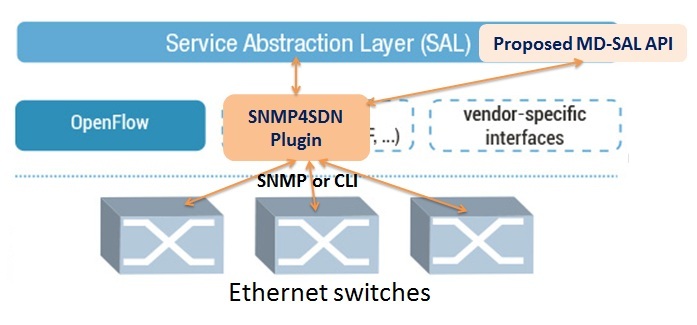 Service Abstraction Layer (SAL)
Proposed MD-SAL API
OpenFlow
SNMP4SDN
Plugin
F, ...)
vendor-specific
interfaces
SNMP or CLI
Ethernet switches